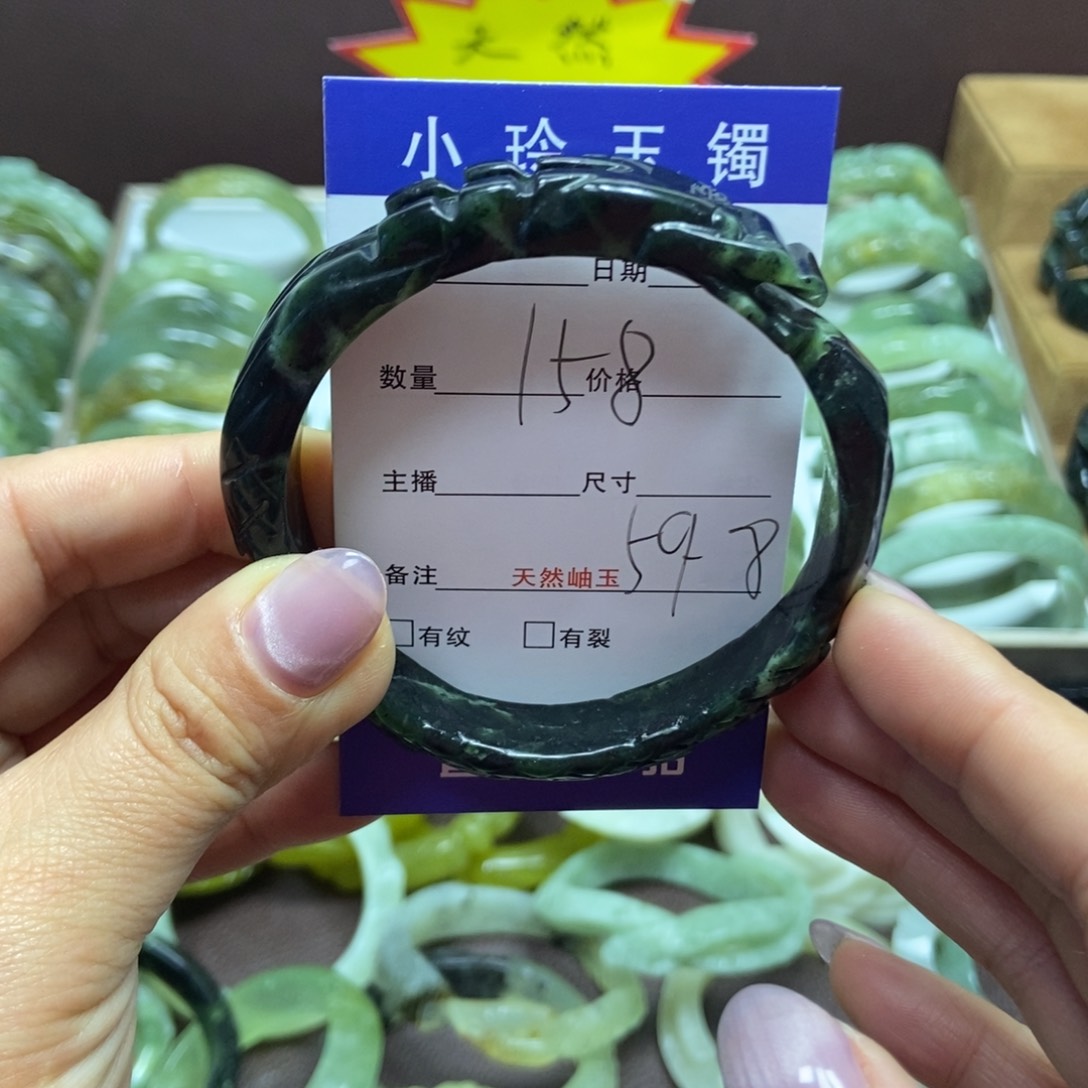 天然
小珍玉镯
日期
158
数量 价格
主播 尺寸
59 8
备注 天然岫玉
□有纹 □有裂